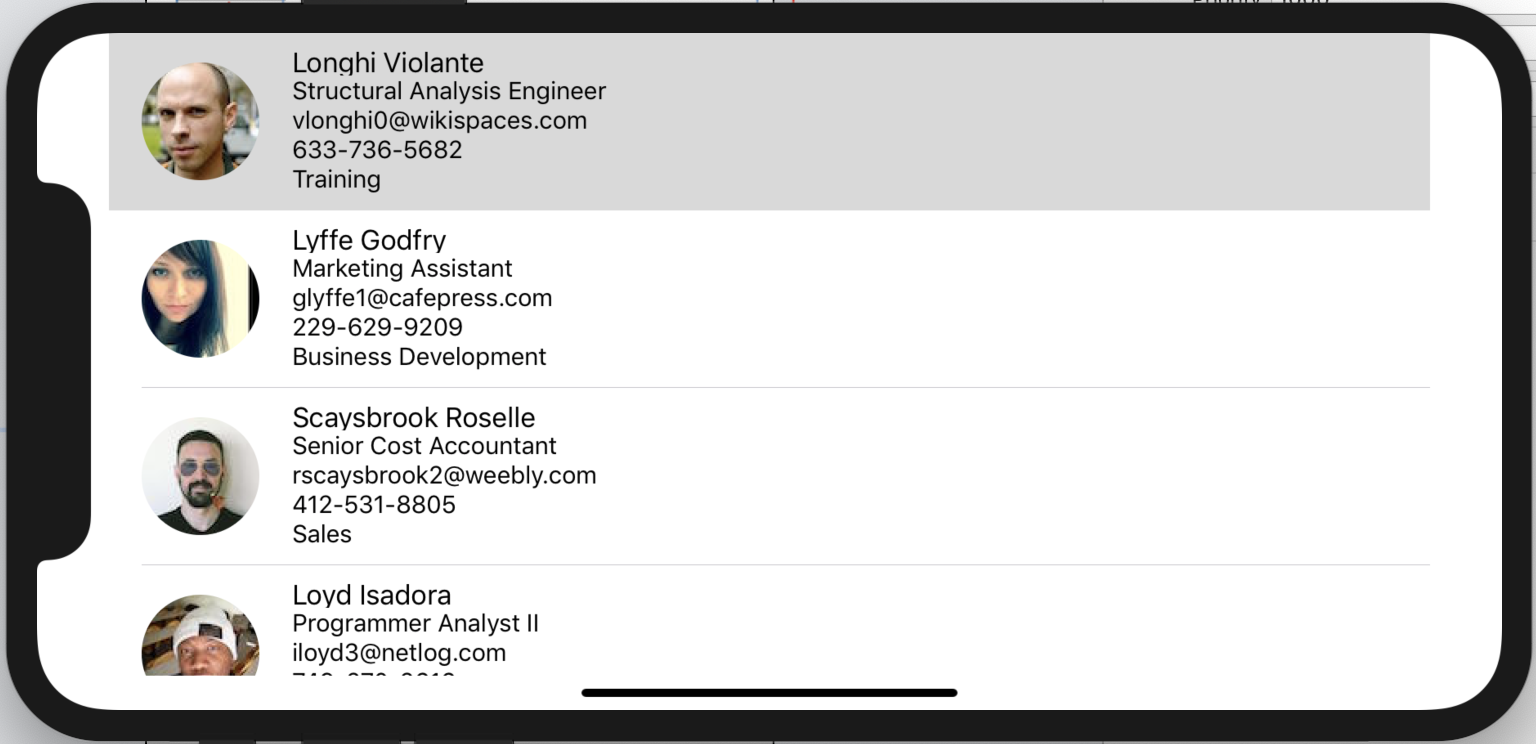 Longhi Violante
Structural Analysis Engineer
vlonghi0@wikispaces.com
633-736-5682
Training
Lyffe Godfry
Marketing Assistant
glyffe1@cafepress.com
229-629-9209
Business Development
Scaysbrook Roselle
Senior Cost Accountant
rscaysbrook2@weebly.com
412-531-8805
Sales
Loyd Isadora
Programmer Analyst II
iloyd3@netlog.com